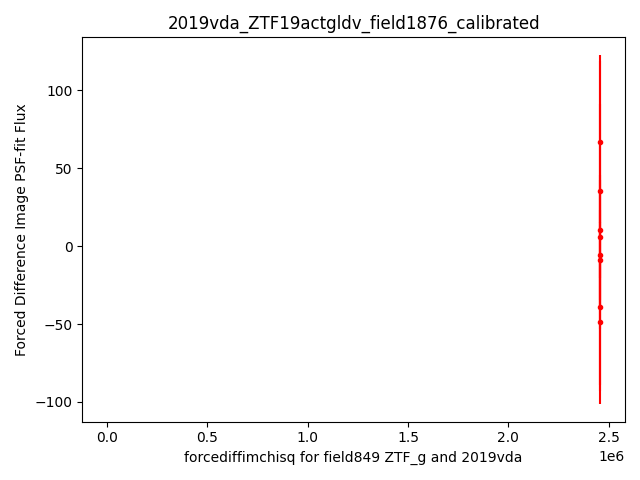 2019vda_ZTF19actgldv_field1876_calibrated
Forced Difference Image PSF-fit Flux
100
50
0
−50
−100
0.0 0.5 1.0 1.5 2.0 2.5
1e6
forcediffimchisq for field849 ZTF_g and 2019vda